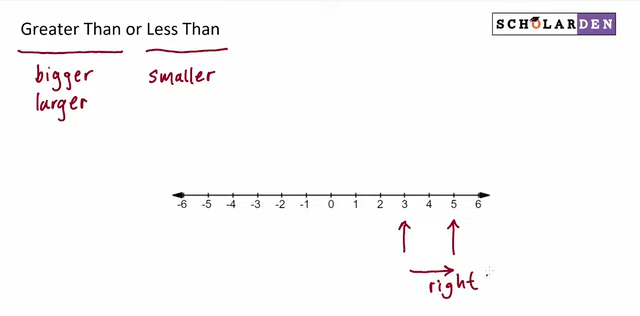 Greater Than or Less Than
SCHOLARDEN
bigger smaller
larger
-6 -5 -4 -3 -2 -1 0 1 2 3 4 5 6
right